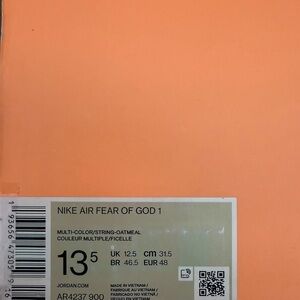 NIKE AIR FEAR OF GOD 1
MULTI-COLOR/STRING-OATMEAL
COULEUR MULTIPLE/FICELLE
13.5
UK 12.5 cm 31.5
BR 46.5 EUR 48
JORDAN.COM
AR4237 900
MADE IN VIETNAM /
FABRIQUÉ AU VIETNAM /
FABRICADO NO VIETNÃ /